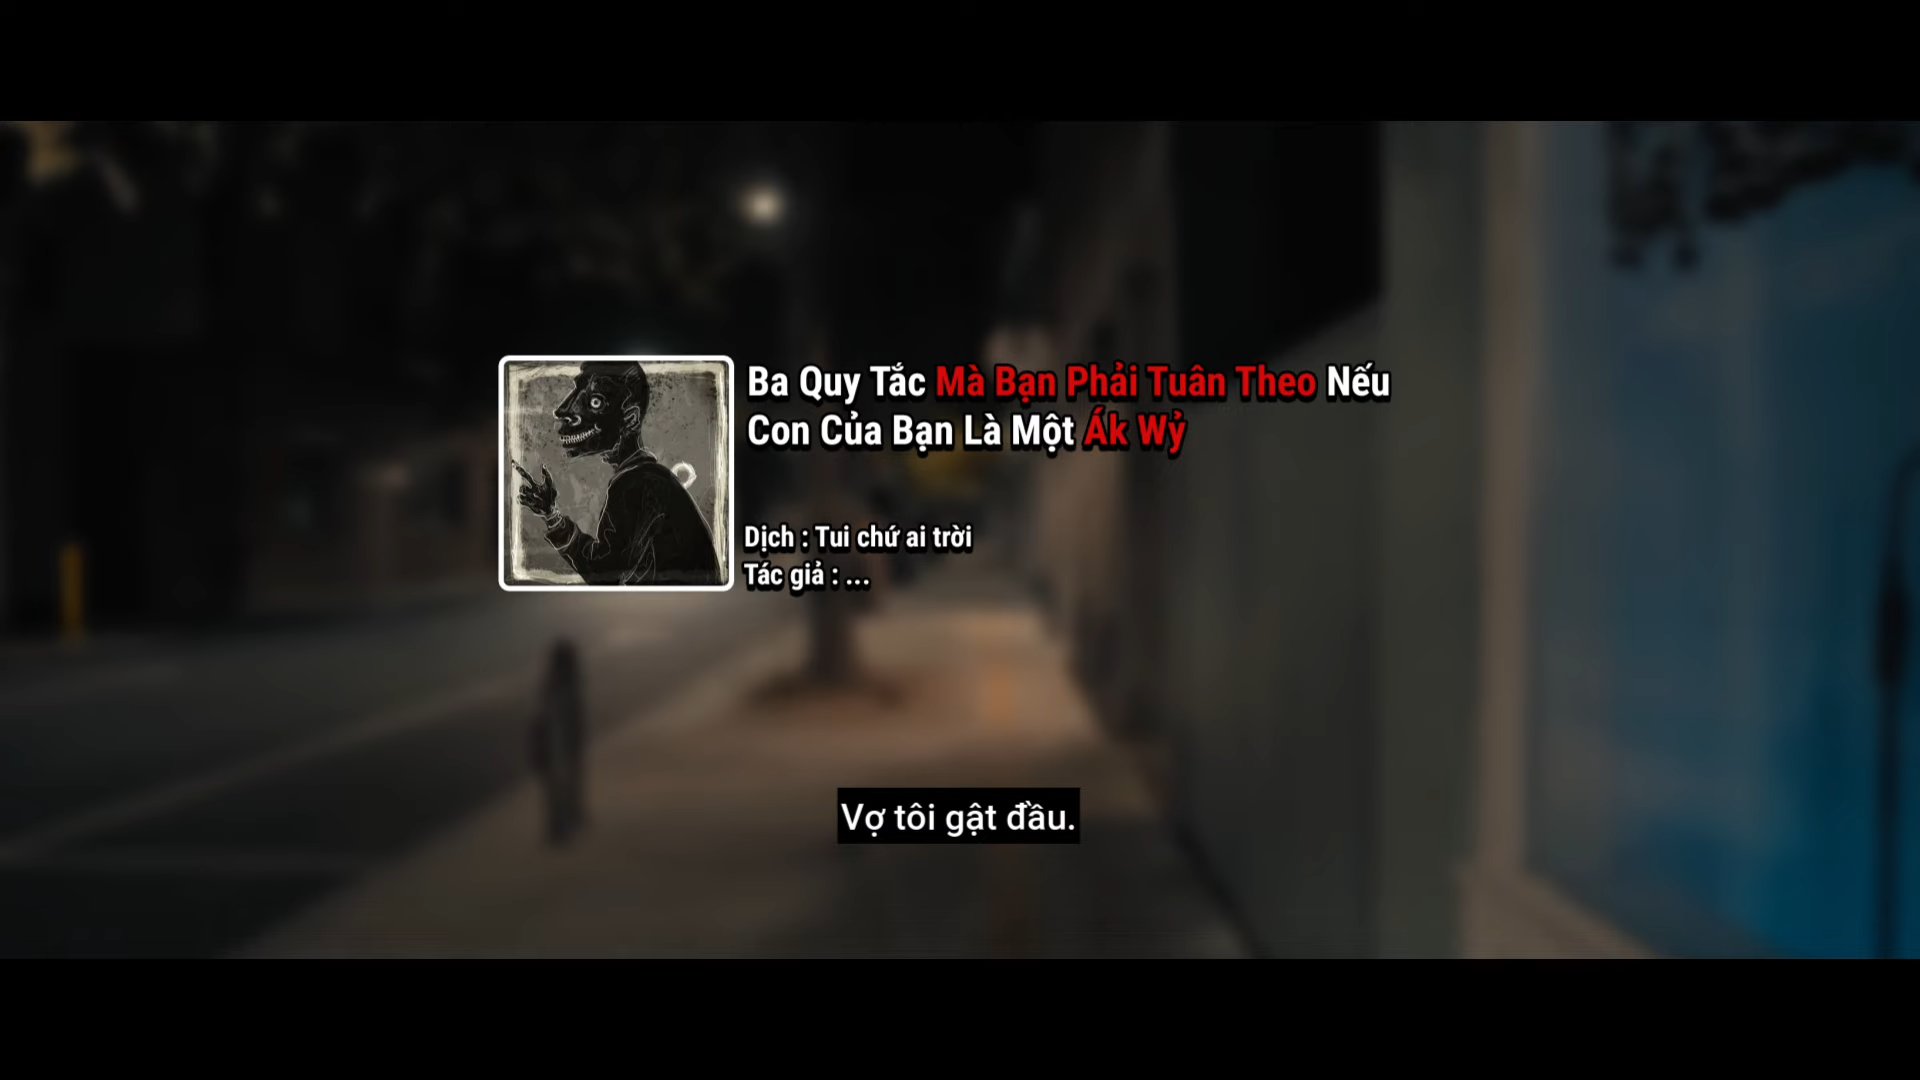 Ba Quy Tắc Mà Bạn Phải Tuân Theo Nếu
Con Của Bạn Là Một Ák Wỷ
Dịch : Tui chứ ai trời
Tác giả : ...
Vợ tôi gật đầu.